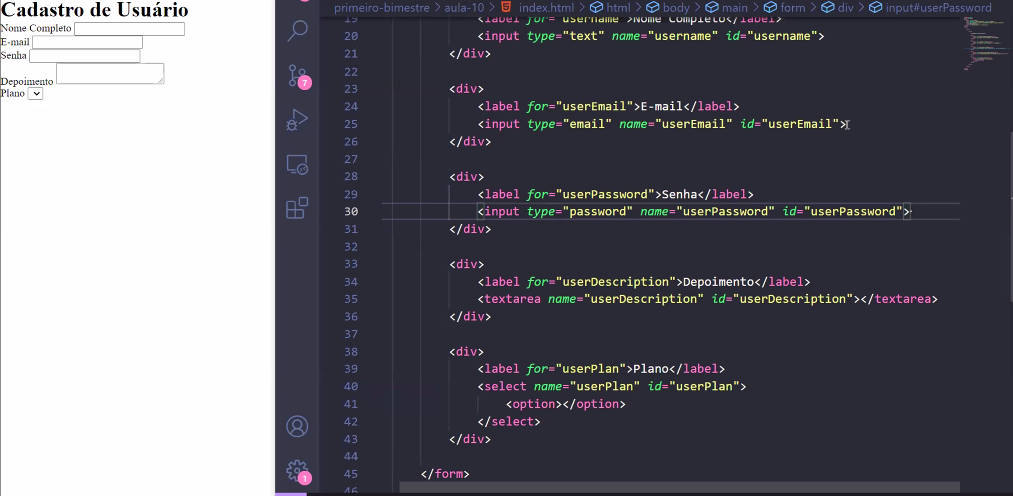 Cadastro de Usuário
Nome Completo
E-mail
Senha
Depoimento
Plano
7
1
primeiro-bimestre > aula-10 > index.html > html > body > main > form > div > input#userPassword
19 <label for="username">Nome Completo</label>
20 <input type="text" name="username" id="username">
21 </div>
22
23 <div>
24 <label for="userEmail">E-mail</label>
25 <input type="email" name="userEmail" id="userEmail">
26 </div>
27
28 <div>
29 <label for="userPassword">Senha</label>
30 <input type="password" name="userPassword" id="userPassword">
31 </div>
32
33 <div>
34 <label for="userDescription">Depoimento</label>
35 <textarea name="userDescription" id="userDescription"></textarea>
36 </div>
37
38 <div>
39 <label for="userPlan">Plano</label>
40 <select name="userPlan" id="userPlan">
41 <option></option>
42 </select>
43 </div>
44
45 </form>
46